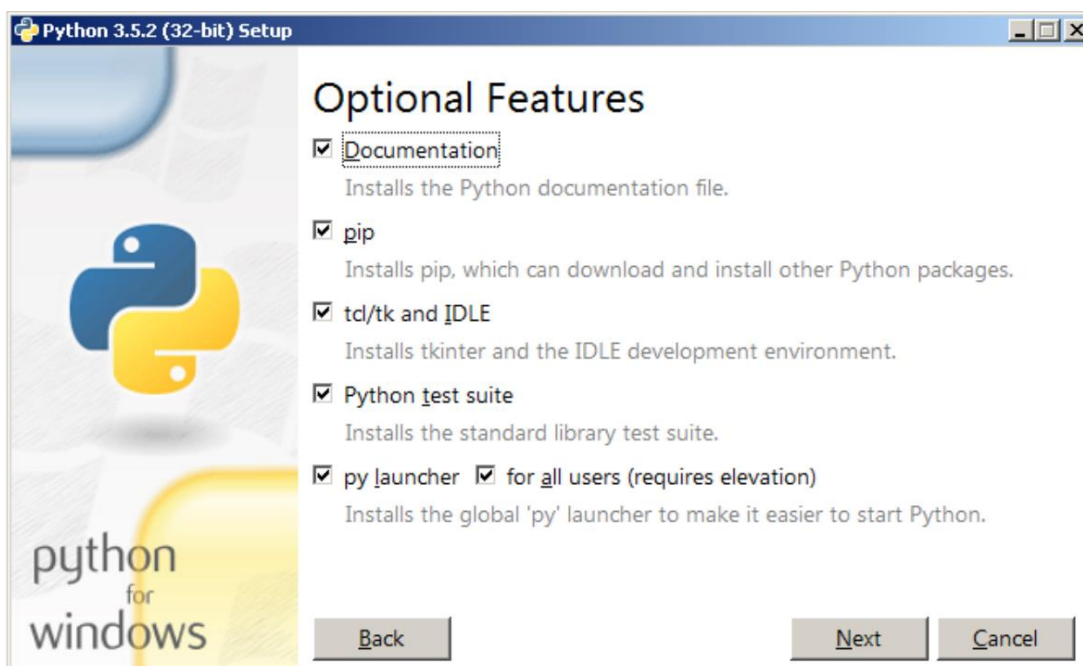 Python 3.5.2 (32-bit) Setup
Optional Features
Documentation
Installs the Python documentation file.
pip
Installs pip, which can download and install other Python packages.
tcl/tk and IDLE
Installs tkinter and the IDLE development environment.
Python test suite
Installs the standard library test suite.
py launcher for all users (requires elevation)
Installs the global 'py' launcher to make it easier to start Python.
python
for
windows
Back Next Cancel